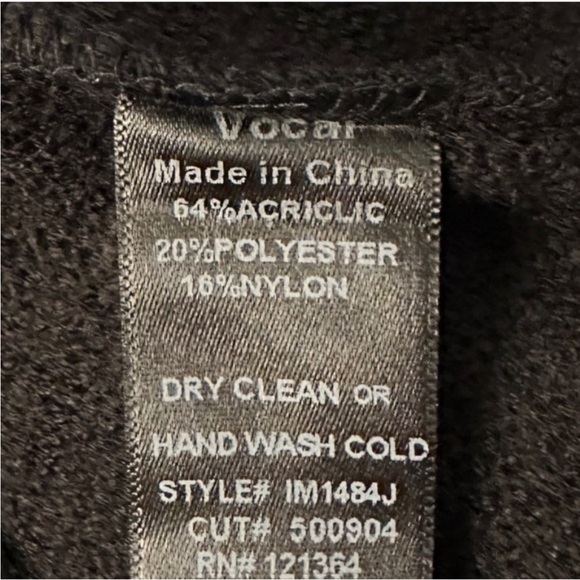 Vocal
Made in China
64%ACRICLIC
20%POLYESTER
16%NYLON
DRY CLEAN OR
HAND WASH COLD
STYLE# IM1484J
CUT# 500904
RN# 121364